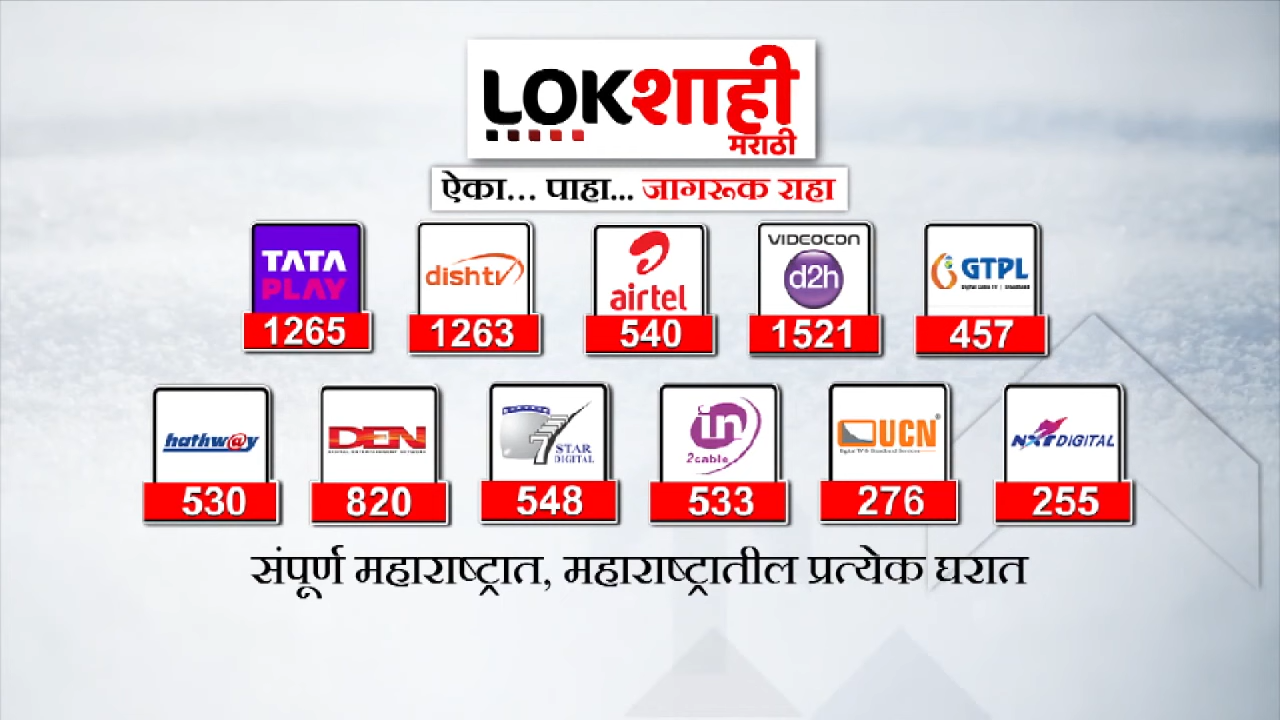 LOKशाही
मराठी
ऐका... पाहा... जागरूक राहा
TATA PLAY
dishtv
airtel
VIDEOCON d2h
GTPL
1265
1263
540
1521
457
hathw@y
DEN
7 STAR DIGITAL
in 2cable
UCN
NXT DIGITAL
530
820
548
533
276
255
संपूर्ण महाराष्ट्रात, महाराष्ट्रातील प्रत्येक घरात